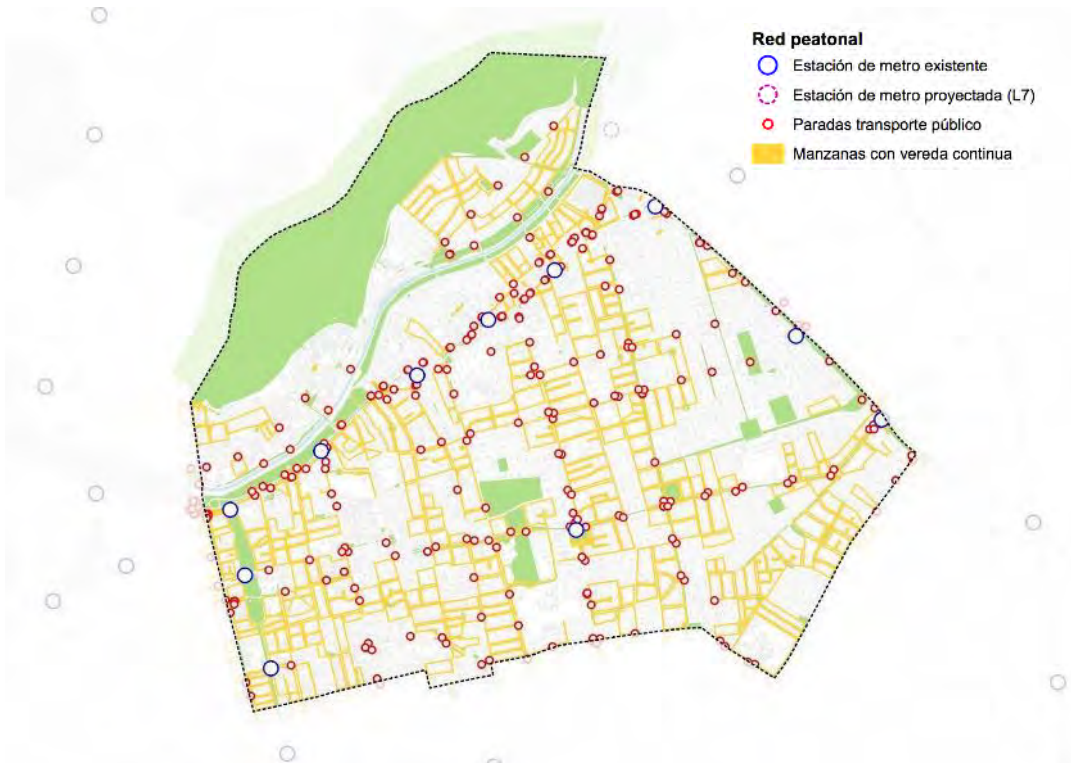 Red peatonal
Estación de metro existente
Estación de metro proyectada (L7)
Paradas transporte público
Manzanas con vereda continua